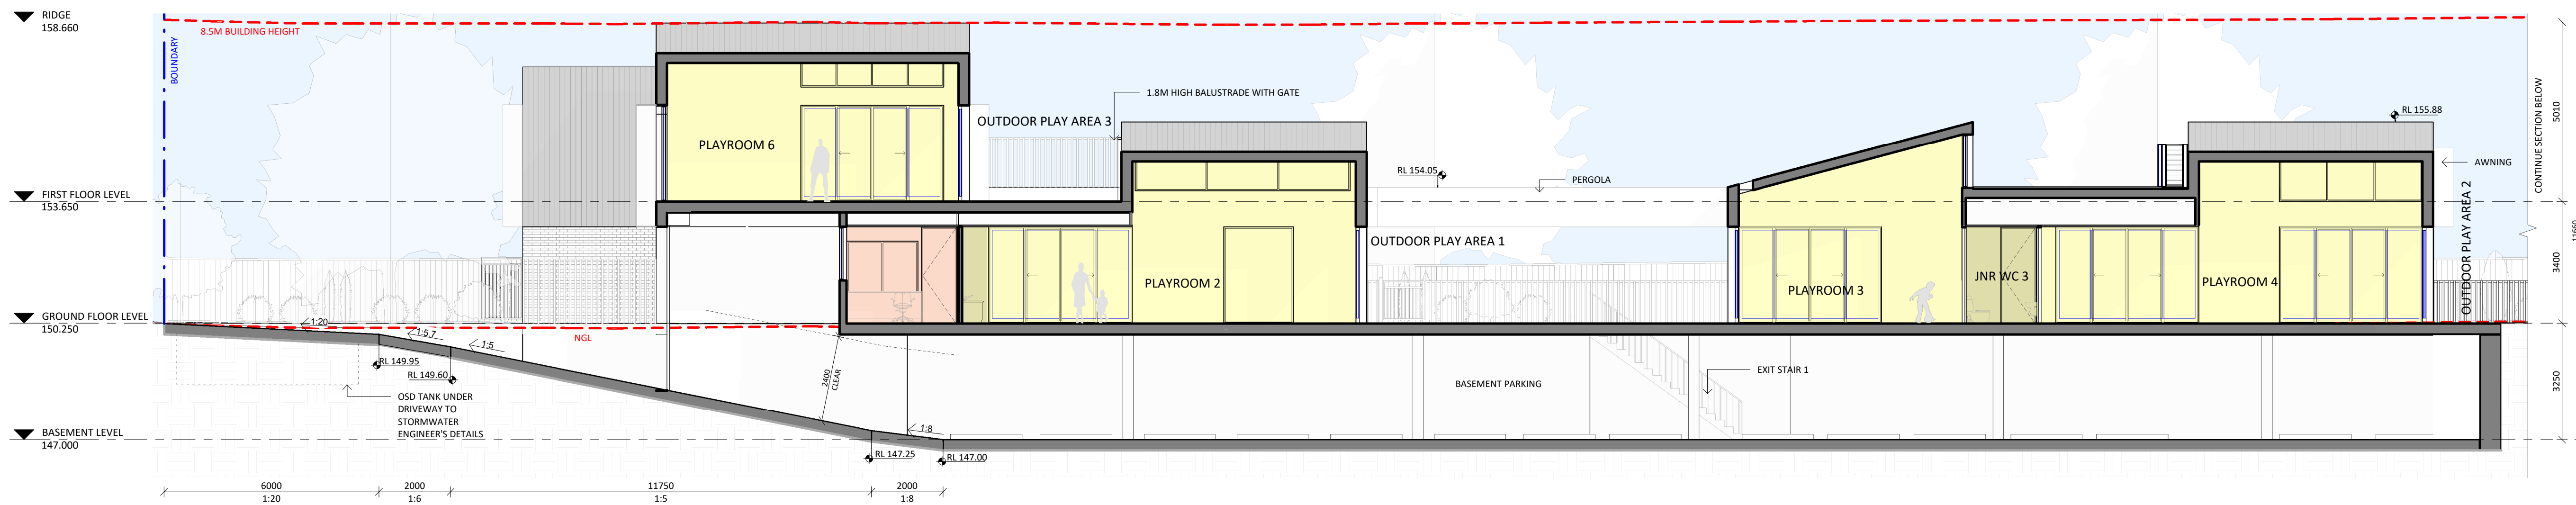 RIDGE
158.660
8.5M BUILDING HEIGHT
BOUNDARY
1.8M HIGH BALUSTRADE WITH GATE
OUTDOOR PLAY AREA 3
PLAYROOM 6
RL 155.88
AWNING
CONTINUE SECTION BELOW
5010
RL 154.05
PERGOLA
FIRST FLOOR LEVEL
153.650
OUTDOOR PLAY AREA 1
OUTDOOR PLAY AREA 2
11660
3400
PLAYROOM 2
PLAYROOM 3
JNR WC 3
PLAYROOM 4
GROUND FLOOR LEVEL
150.250
1:20
1:5.7
1:5
NGL
RL 149.95
RL 149.60
2400
CLEAR
BASEMENT PARKING
EXIT STAIR 1
3250
OSD TANK UNDER
DRIVEWAY TO
STORMWATER
ENGINEER'S DETAILS
BASEMENT LEVEL
147.000
1:8
RL 147.25
RL 147.00
6000
2000
11750
2000
1:20
1:6
1:5
1:8